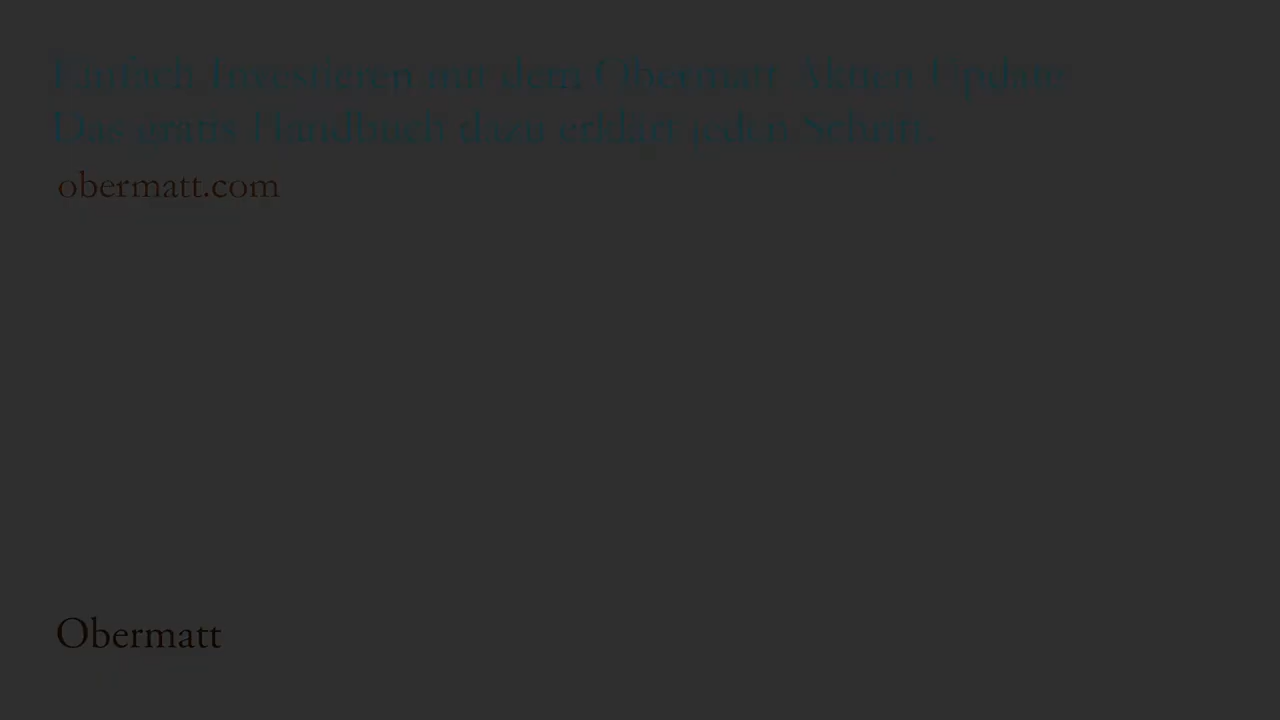 Einfach Investieren mit dem Obermatt Aktien Update
Das gratis Handbuch dazu erklärt jeden Schritt.
obermatt.com
Obermatt